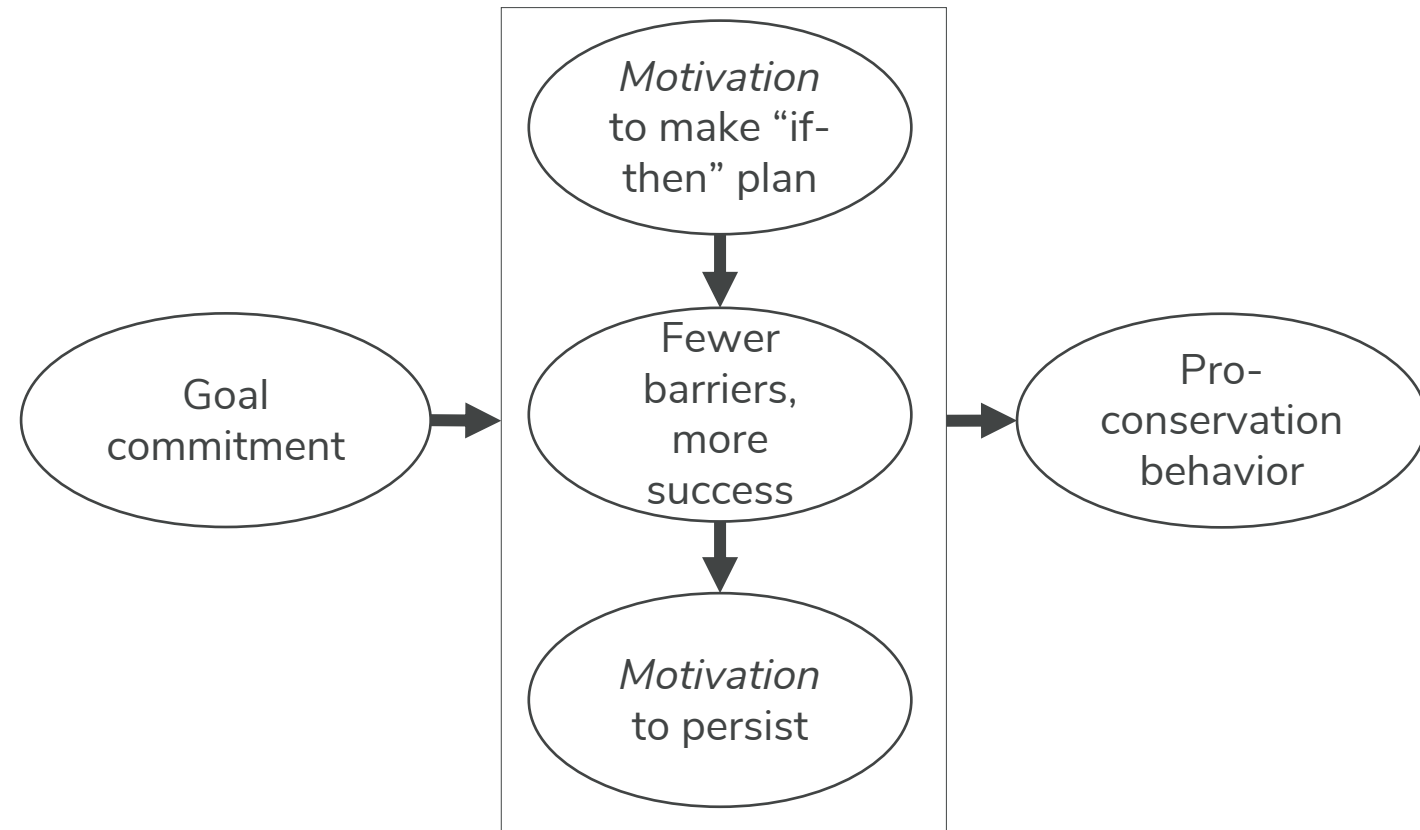 Motivation
to make “if-
then” plan
Goal
commitment
Fewer
barriers,
more
success
Pro-
conservation
behavior
Motivation
to persist